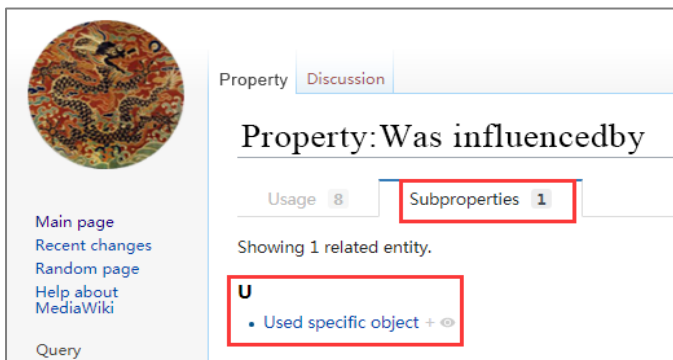 Property Discussion
Property:Was influencedby
Usage 8 Subproperties 1
Main page
Recent changes
Random page
Help about
MediaWiki
Query
Showing 1 related entity.
U
• Used specific object +